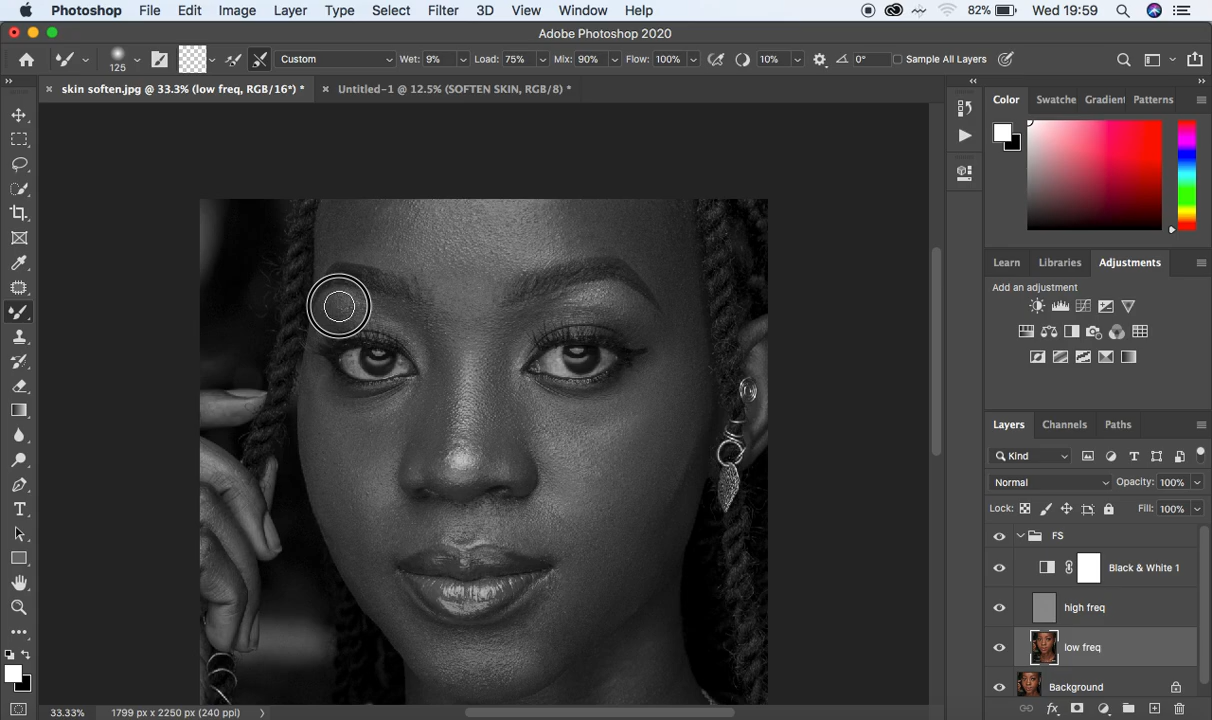 Photoshop File Edit Image Layer Type Select Filter 3D View Window Help 82% Wed 19:59
Adobe Photoshop 2020
125 Custom Wet: 9% Load: 75% Mix: 90% Flow: 100% 10% 0° Sample All Layers
skin soften.jpg @ 33.3% (low freq, RGB/16*) * Untitled-1 @ 12.5% (SOFTEN SKIN, RGB/8) *
Color Swatche Gradient Patterns
Learn Libraries Adjustments
Add an adjustment
Layers Channels Paths
Kind
Normal Opacity: 100%
Lock: Fill: 100%
FS
Black & White 1
high freq
low freq
Background
33.33% 1799 px x 2250 px (240 ppi)